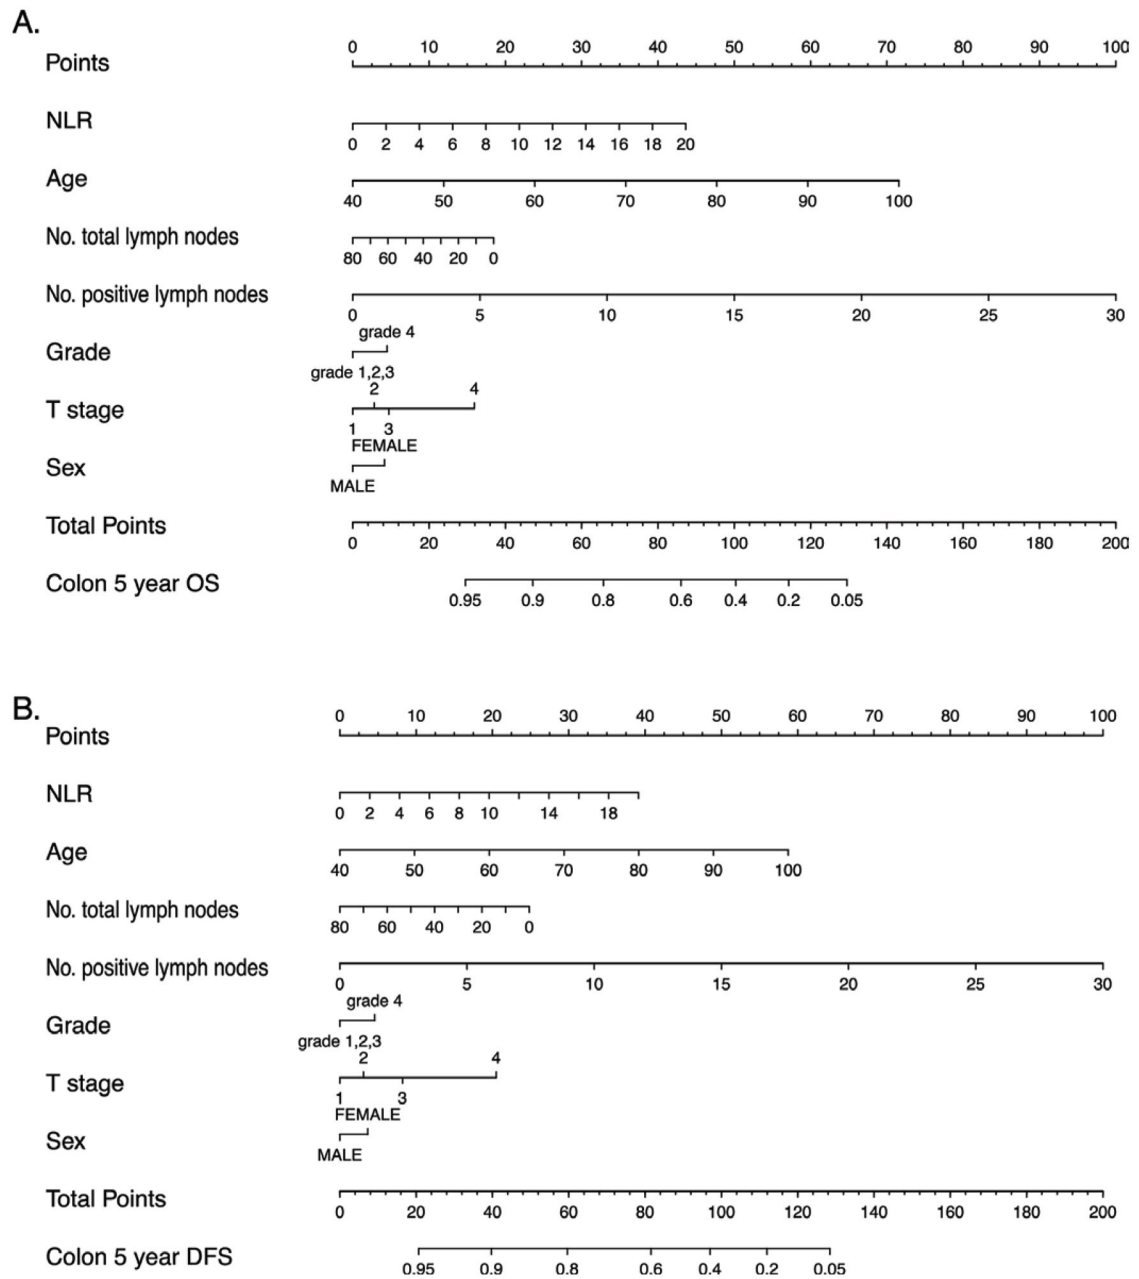 A.
0 10 20 30 40 50 60 70 80 90 100
Points
NLR
0 2 4 6 8 10 12 14 16 18 20
Age
40 50 60 70 80 90 100
No. total lymph nodes
80 60 40 20 0
No. positive lymph nodes
0 5 10 15 20 25 30
grade 4
Grade
grade 1,2,3
2 4
T stage
1 3
FEMALE
Sex
MALE
Total Points
0 20 40 60 80 100 120 140 160 180 200
Colon 5 year OS
0.95 0.9 0.8 0.6 0.4 0.2 0.05
B.
0 10 20 30 40 50 60 70 80 90 100
Points
NLR
0 2 4 6 8 10 14 18
Age
40 50 60 70 80 90 100
No. total lymph nodes
80 60 40 20 0
No. positive lymph nodes
0 5 10 15 20 25 30
grade 4
Grade
grade 1,2,3
2 4
T stage
1 3
FEMALE
Sex
MALE
Total Points
0 20 40 60 80 100 120 140 160 180 200
Colon 5 year DFS
0.95 0.9 0.8 0.6 0.4 0.2 0.05